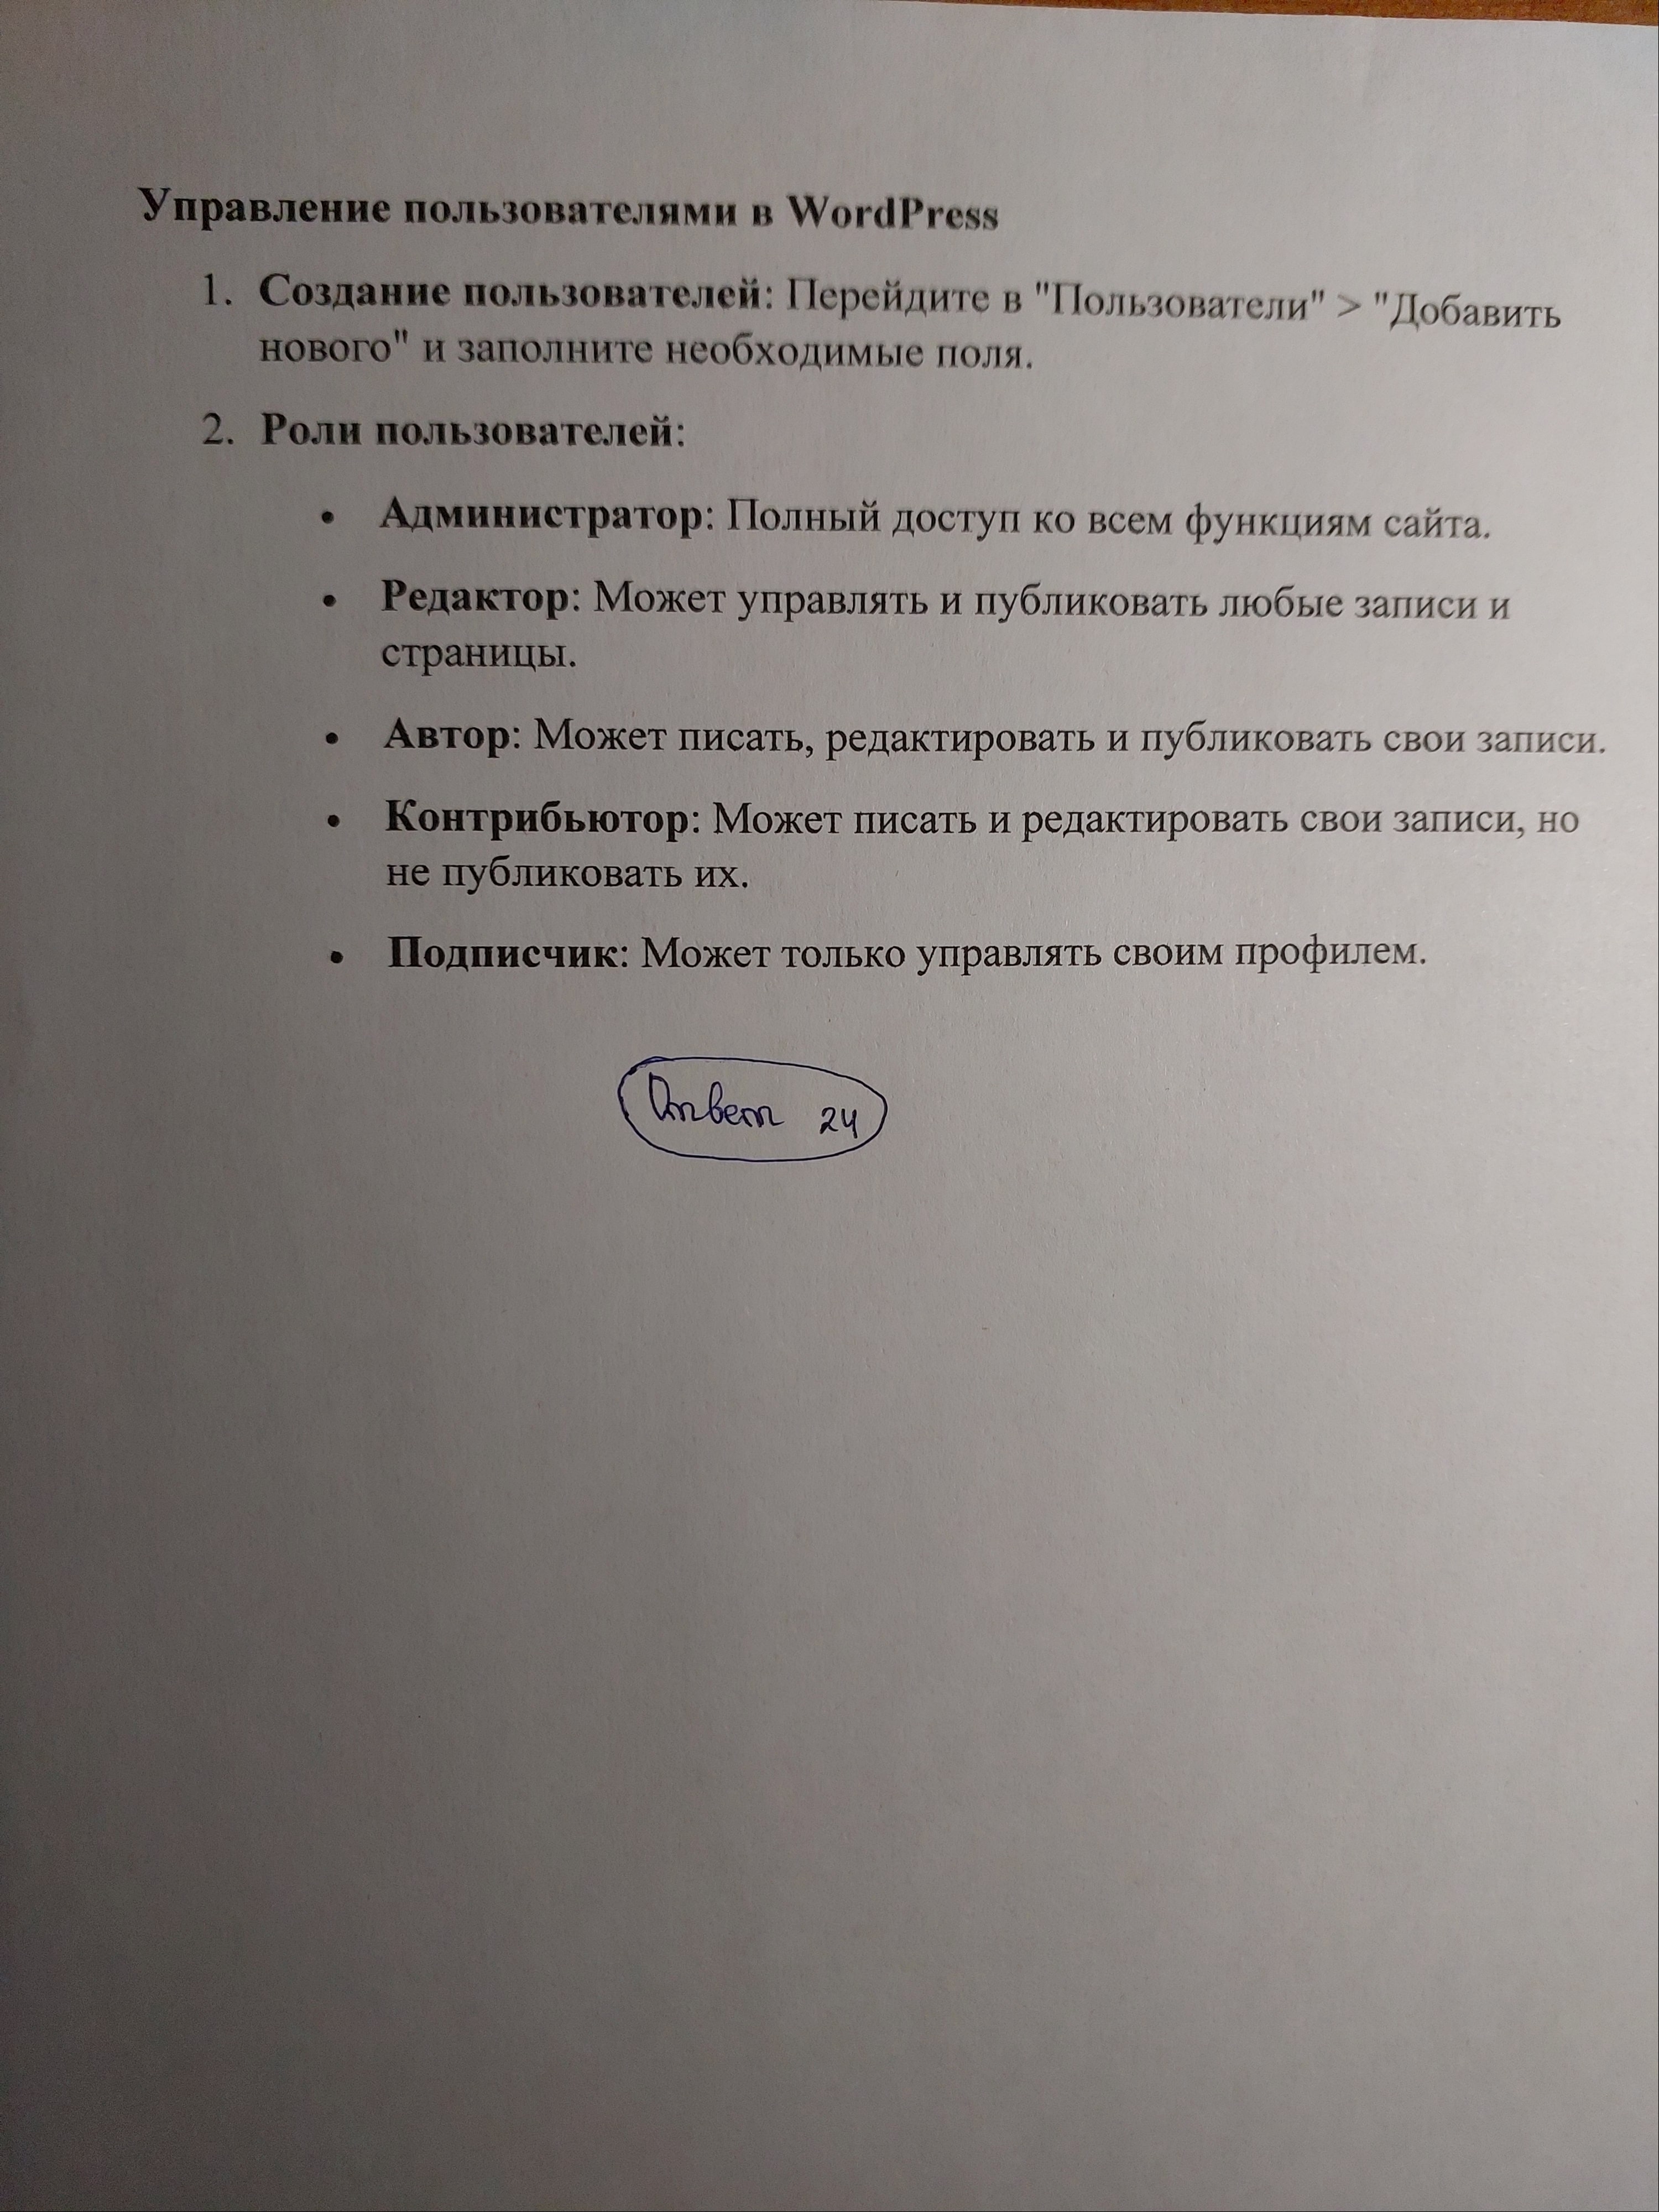 Управление пользователями в WordPress
1. Создание пользователей: Перейдите в "Пользователи" > "Добавить
нового" и заполните необходимые поля.
2. Роли пользователей:
• Администратор: Полный доступ ко всем функциям сайта.
• Редактор: Может управлять и публиковать любые записи и
страницы.
• Автор: Может писать, редактировать и публиковать свои записи.
• Контрибьютор: Может писать и редактировать свои записи, но
не публиковать их.
• Подписчик: Может только управлять своим профилем.
Ответ 24